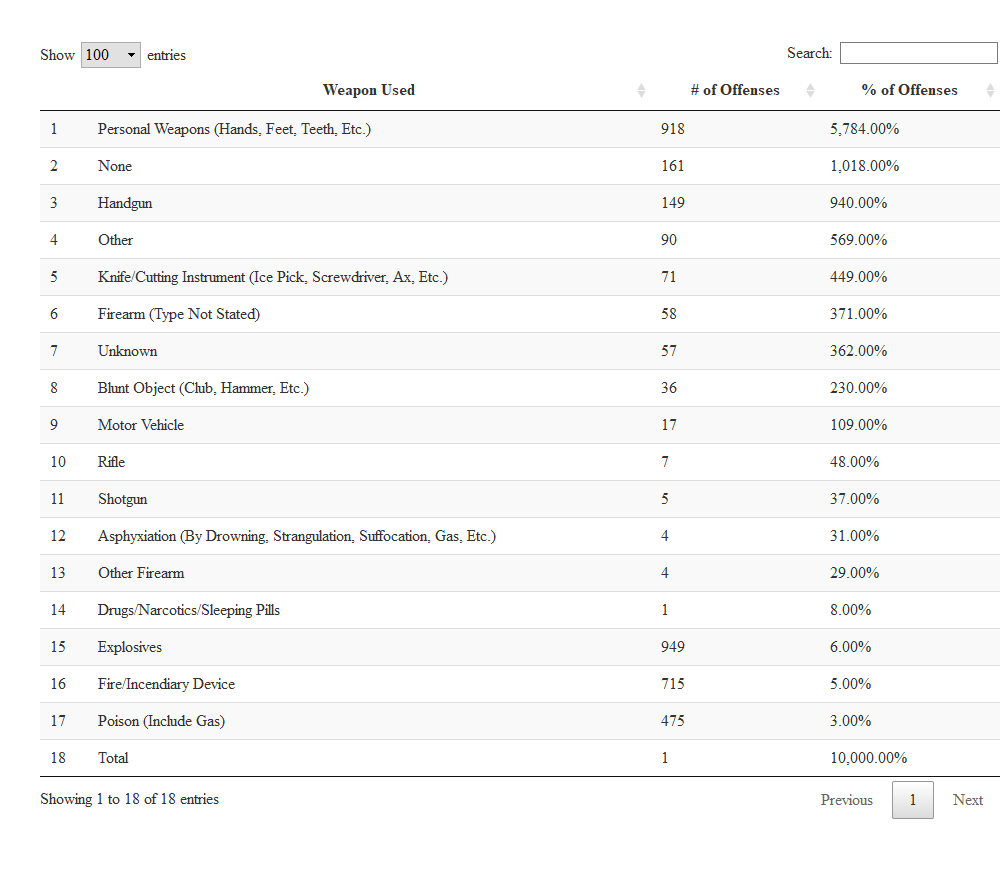 Show 100 entries Search:
Weapon Used # of Offenses % of Offenses
1 Personal Weapons (Hands, Feet, Teeth, Etc.) 918 5,784.00%
2 None 161 1,018.00%
3 Handgun 149 940.00%
4 Other 90 569.00%
5 Knife/Cutting Instrument (Ice Pick, Screwdriver, Ax, Etc.) 71 449.00%
6 Firearm (Type Not Stated) 58 371.00%
7 Unknown 57 362.00%
8 Blunt Object (Club, Hammer, Etc.) 36 230.00%
9 Motor Vehicle 17 109.00%
10 Rifle 7 48.00%
11 Shotgun 5 37.00%
12 Asphyxiation (By Drowning, Strangulation, Suffocation, Gas, Etc.) 4 31.00%
13 Other Firearm 4 29.00%
14 Drugs/Narcotics/Sleeping Pills 1 8.00%
15 Explosives 949 6.00%
16 Fire/Incendiary Device 715 5.00%
17 Poison (Include Gas) 475 3.00%
18 Total 1 10,000.00%
Showing 1 to 18 of 18 entries Previous 1 Next